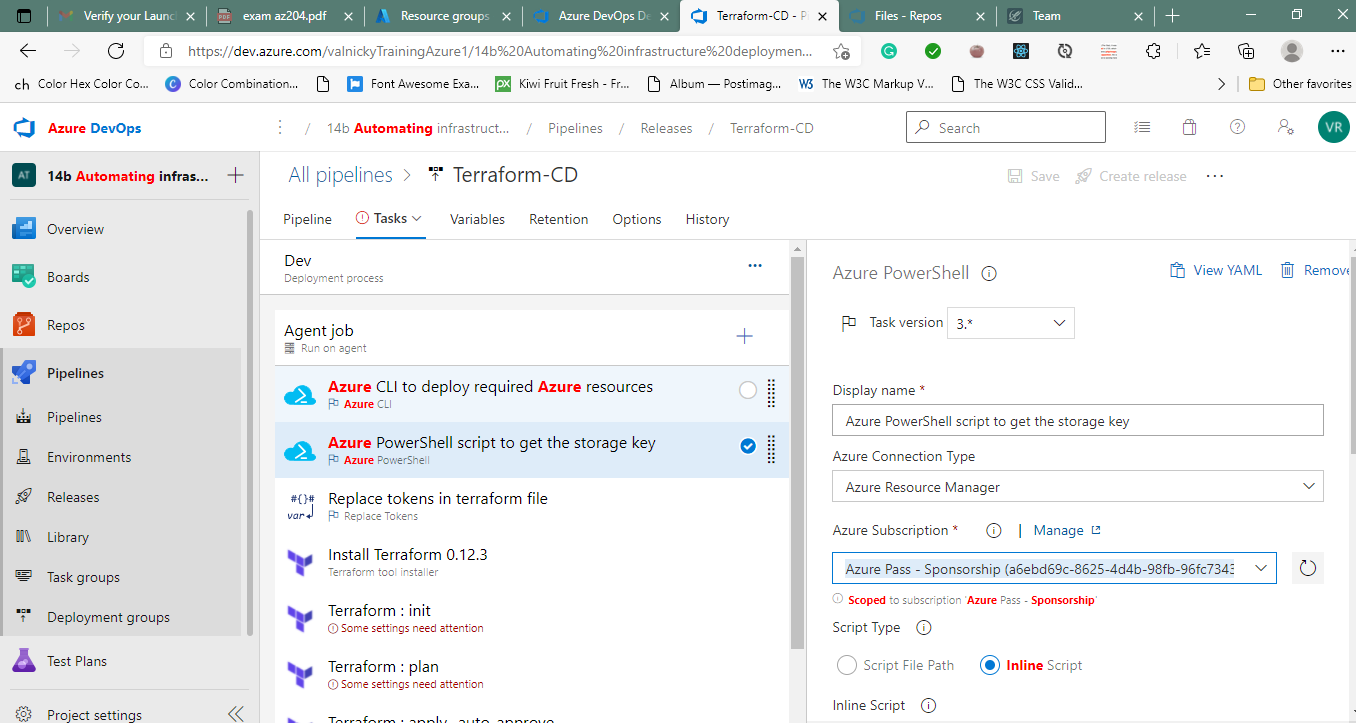 Verify your Launc
exam az204.pdf
Resource groups
Azure DevOps De
Terraform-CD - Pi
Files - Repos
Team
https://dev.azure.com/valnickyTrainingAzure1/14b%20Automating%20infrastructure%20deploymen...
ch Color Hex Color Co...
C Color Combination...
Font Awesome Exa...
px Kiwi Fruit Fresh - Fr...
Album — Postimag...
W3 The W3C Markup V...
The W3C CSS Valid...
Other favorites
Azure DevOps
/ 14b Automating infrastruct... / Pipelines / Releases / Terraform-CD
Search
VR
AT 14b Automating infras...
Overview
Boards
Repos
Pipelines
Pipelines
Environments
Releases
Library
Task groups
Deployment groups
Test Plans
Project settings
All pipelines > Terraform-CD
Save
Create release
Pipeline
Tasks
Variables
Retention
Options
History
Dev
Deployment process
Agent job
Run on agent
Azure CLI to deploy required Azure resources
Azure CLI
Azure PowerShell script to get the storage key
Azure PowerShell
#{}#
var
Replace tokens in terraform file
Replace Tokens
Install Terraform 0.12.3
Terraform tool installer
Terraform : init
Some settings need attention
Terraform : plan
Some settings need attention
Terraform : apply -auto-approve
Azure PowerShell
View YAML
Remove
Task version 3.*
Display name *
Azure PowerShell script to get the storage key
Azure Connection Type
Azure Resource Manager
Azure Subscription * | Manage
Azure Pass - Sponsorship (a6ebd69c-8625-4d4b-98fb-96fc7343
Scoped to subscription 'Azure Pass - Sponsorship'
Script Type
Script File Path
Inline Script
Inline Script